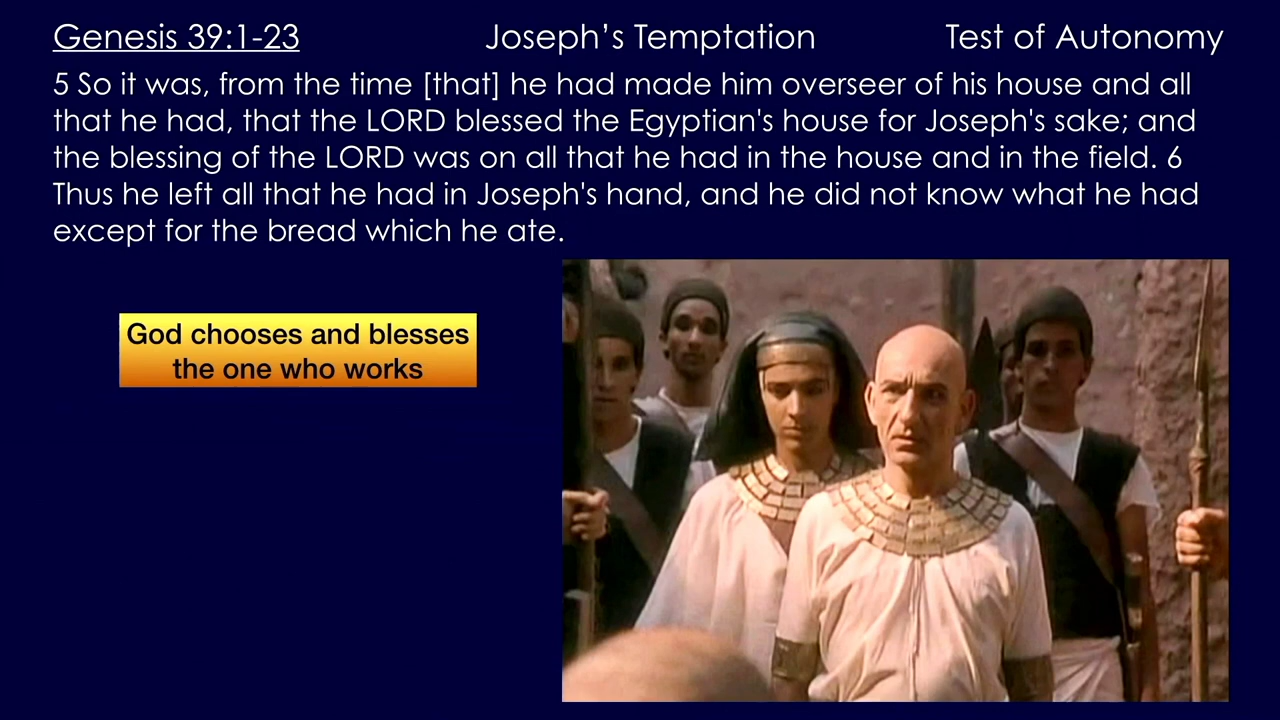 Genesis 39:1-23 Joseph’s Temptation Test of Autonomy
5 So it was, from the time [that] he had made him overseer of his house and all
that he had, that the LORD blessed the Egyptian's house for Joseph's sake; and
the blessing of the LORD was on all that he had in the house and in the field. 6
Thus he left all that he had in Joseph's hand, and he did not know what he had
except for the bread which he ate.
God chooses and blesses
the one who works